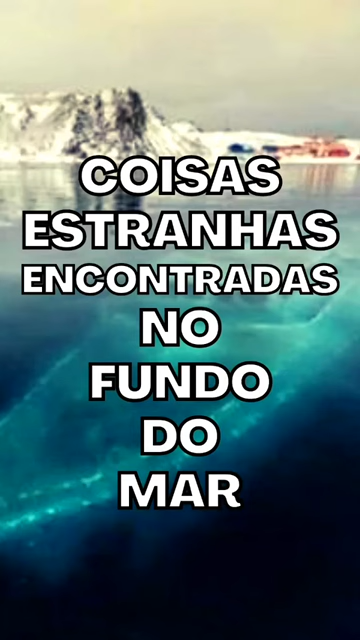 COISAS
ESTRANHAS
ENCONTRADAS
NO
FUNDO
DO
MAR